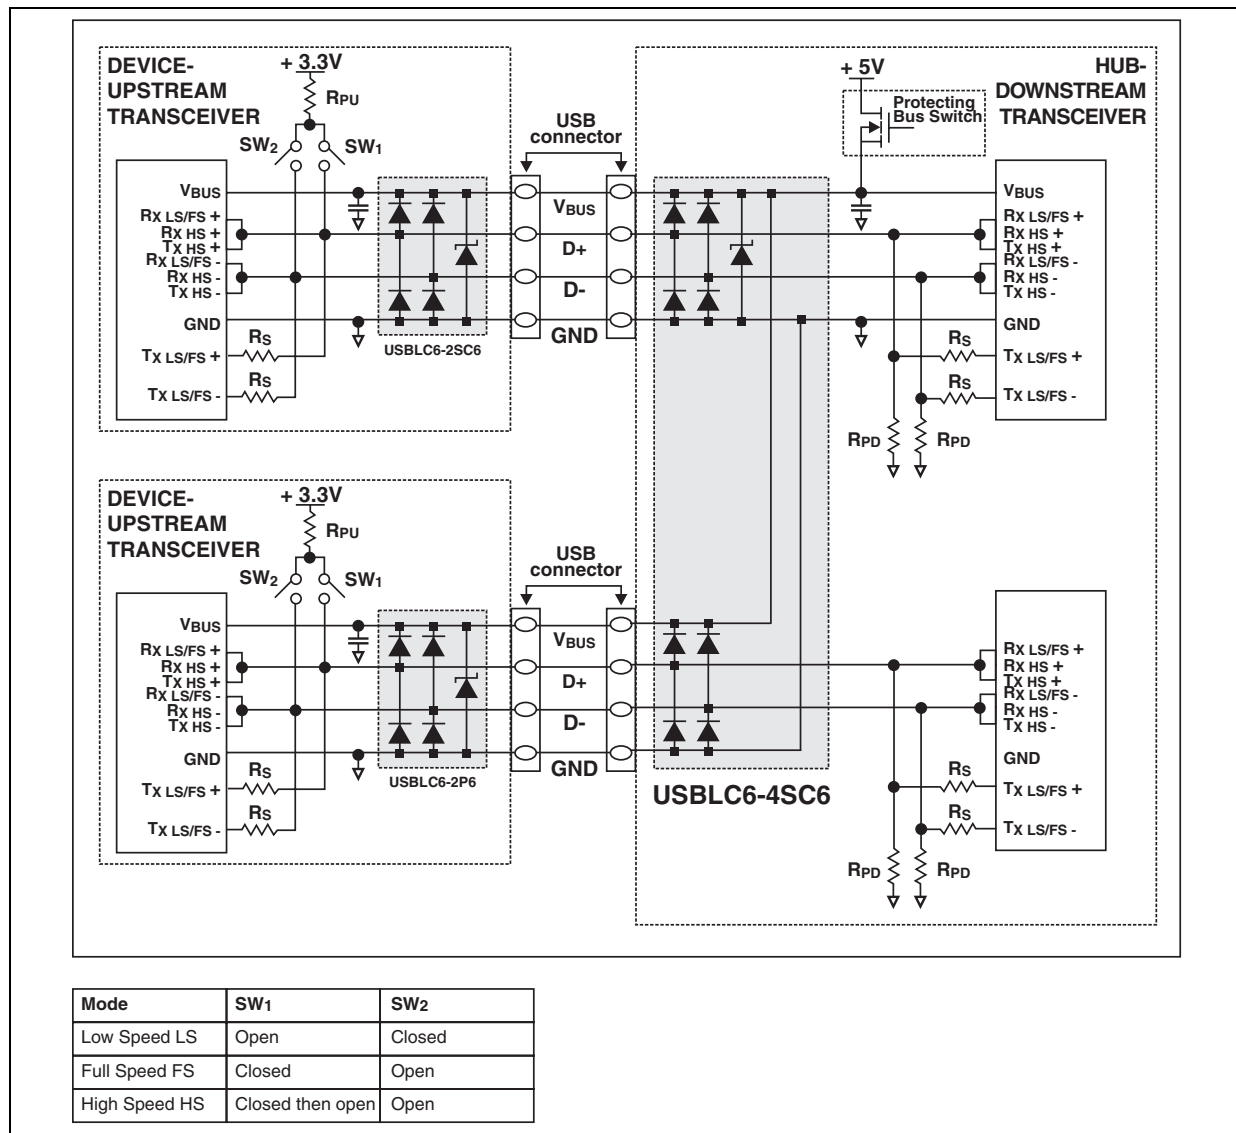 DEVICE-
UPSTREAM
TRANSCEIVER
+ 3.3V
RPU
SW2
SW1
VBUS
RX LS/FS +
RX HS +
TX HS +
RX LS/FS -
RX HS -
TX HS -
GND
TX LS/FS +
RS
TX LS/FS -
RS
USBLC6-2SC6
USB
connector
VBUS
D+
D-
GND
+ 5V
Protecting
Bus Switch
HUB-
DOWNSTREAM
TRANSCEIVER
VBUS
RX LS/FS +
RX HS +
TX HS +
RX LS/FS -
RX HS -
TX HS -
GND
RS
TX LS/FS +
RS
TX LS/FS -
RPD
RPD
DEVICE-
UPSTREAM
TRANSCEIVER
+ 3.3V
RPU
SW2
SW1
VBUS
RX LS/FS +
RX HS +
TX HS +
RX LS/FS -
RX HS -
TX HS -
GND
TX LS/FS +
RS
TX LS/FS -
RS
USBLC6-2P6
USB
connector
VBUS
D+
D-
GND
USBLC6-4SC6
RX LS/FS +
RX HS +
TX HS +
RX LS/FS -
RX HS -
TX HS -
GND
RS
TX LS/FS +
RS
TX LS/FS -
RPD
RPD
Mode SW1 SW2
Low Speed LS Open Closed
Full Speed FS Closed Open
High Speed HS Closed then open Open